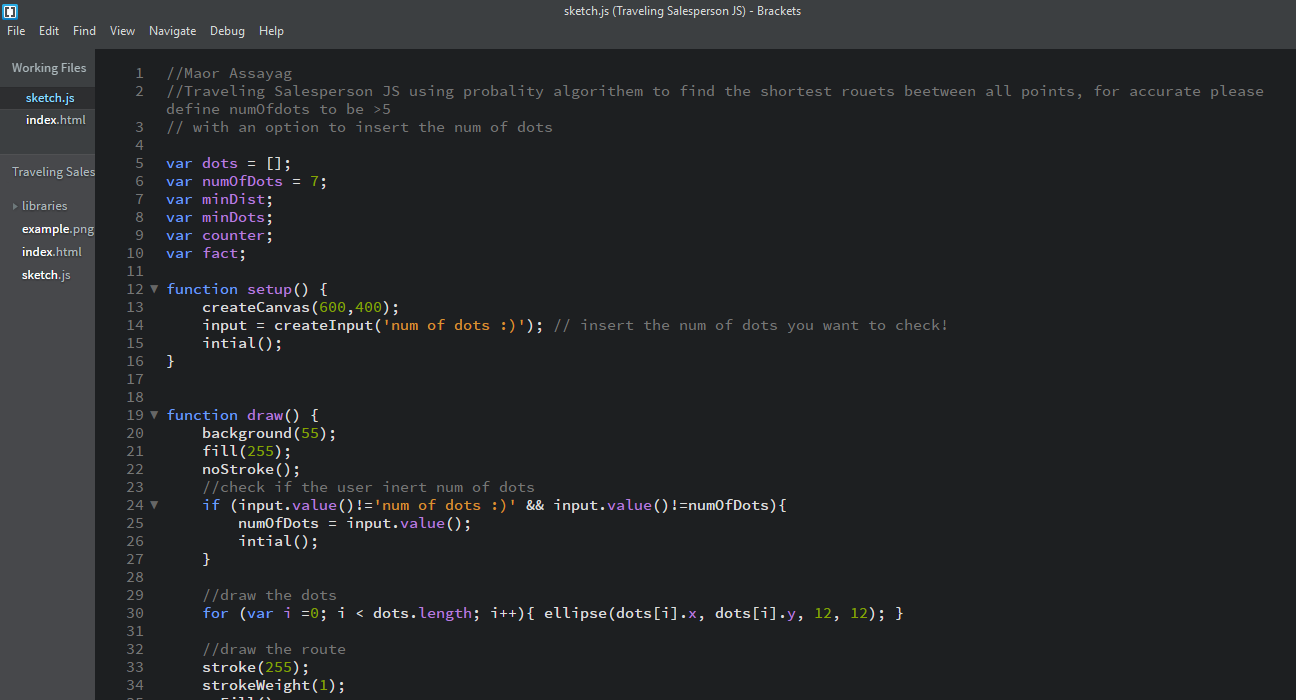 sketch.js (Traveling Salesperson JS) - Brackets
File Edit Find View Navigate Debug Help
Working Files
sketch.js
index.html
Traveling Sales
libraries
example.png
index.html
sketch.js
1 //Maor Assayag
2 //Traveling Salesperson JS using probality algorithem to find the shortest rouets beetween all points, for accurate please
define numOfdots to be >5
3 // with an option to insert the num of dots
4
5 var dots = [];
6 var numOfDots = 7;
7 var minDist;
8 var minDots;
9 var counter;
10 var fact;
11
12 function setup() {
13 createCanvas(600,400);
14 input = createInput('num of dots :)'); // insert the num of dots you want to check!
15 intial();
16 }
17
18
19 function draw() {
20 background(55);
21 fill(255);
22 noStroke();
23 //check if the user inert num of dots
24 if (input.value()!='num of dots :)' && input.value()!=numOfDots){
25 numOfDots = input.value();
26 intial();
27 }
28
29 //draw the dots
30 for (var i =0; i < dots.length; i++){ ellipse(dots[i].x, dots[i].y, 12, 12); }
31
32 //draw the route
33 stroke(255);
34 strokeWeight(1);